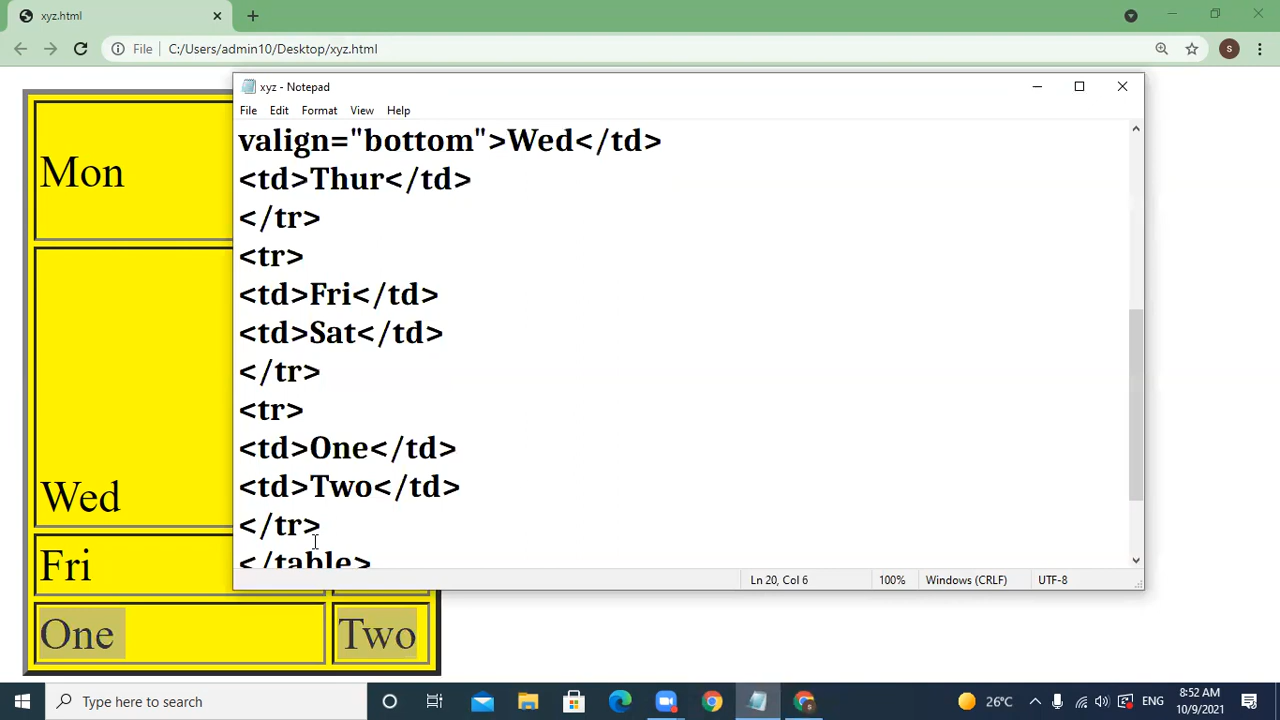 xyz.html
File C:/Users/admin10/Desktop/xyz.html
S
xyz - Notepad
File Edit Format View Help
valign="bottom">Wed</td>
<td>Thur</td>
</tr>
<tr>
<td>Fri</td>
<td>Sat</td>
</tr>
<tr>
<td>One</td>
<td>Two</td>
</tr>
</table>
Ln 20, Col 6 100% Windows (CRLF) UTF-8
Mon
Wed
Fri
One Two
Type here to search
26°C ENG 8:52 AM
10/9/2021